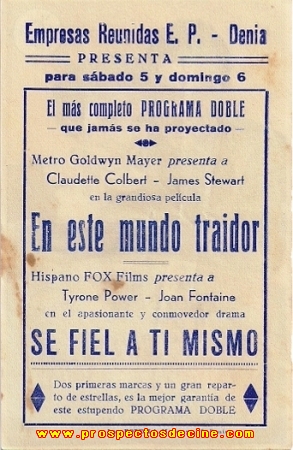 Empresas Reunidas E. P. - Denia
PRESENTA
para sábado 5 y domingo 6
El más completo PROGRAMA DOBLE
que jamás se ha proyectado
Metro Goldwyn Mayer presenta a
Claudette Colbert - James Stewart
en la grandiosa película
En este mundo traidor
Hispano FOX Films presenta a
Tyrone Power - Joan Fontaine
en el apasionante y conmovedor drama
SE FIEL A TI MISMO
Dos primeras marcas y un gran repar-
to de estrellas, es la mejor garantía de
este estupendo PROGRAMA DOBLE
www.prospectosdecine.com